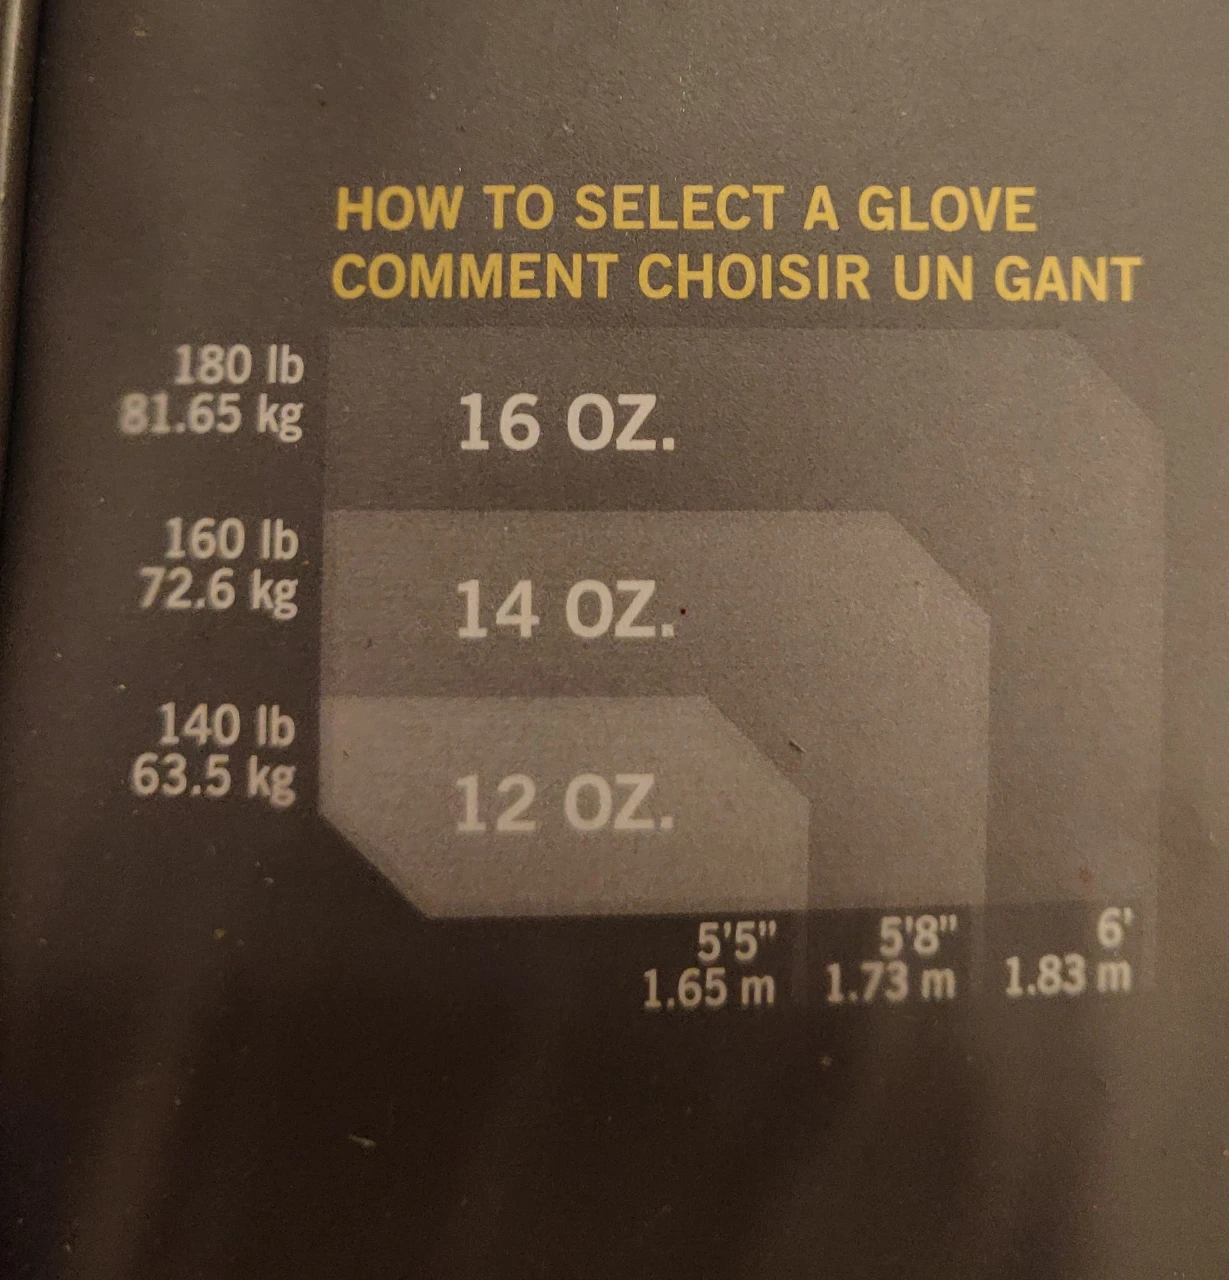 HOW TO SELECT A GLOVE
COMMENT CHOISIR UN GANT
180 lb
81.65 kg
16 OZ.
160 lb
72.6 kg
14 OZ.
140 lb
63.5 kg
12 OZ.
5'5" 5'8" 6'
1.65 m 1.73 m 1.83 m